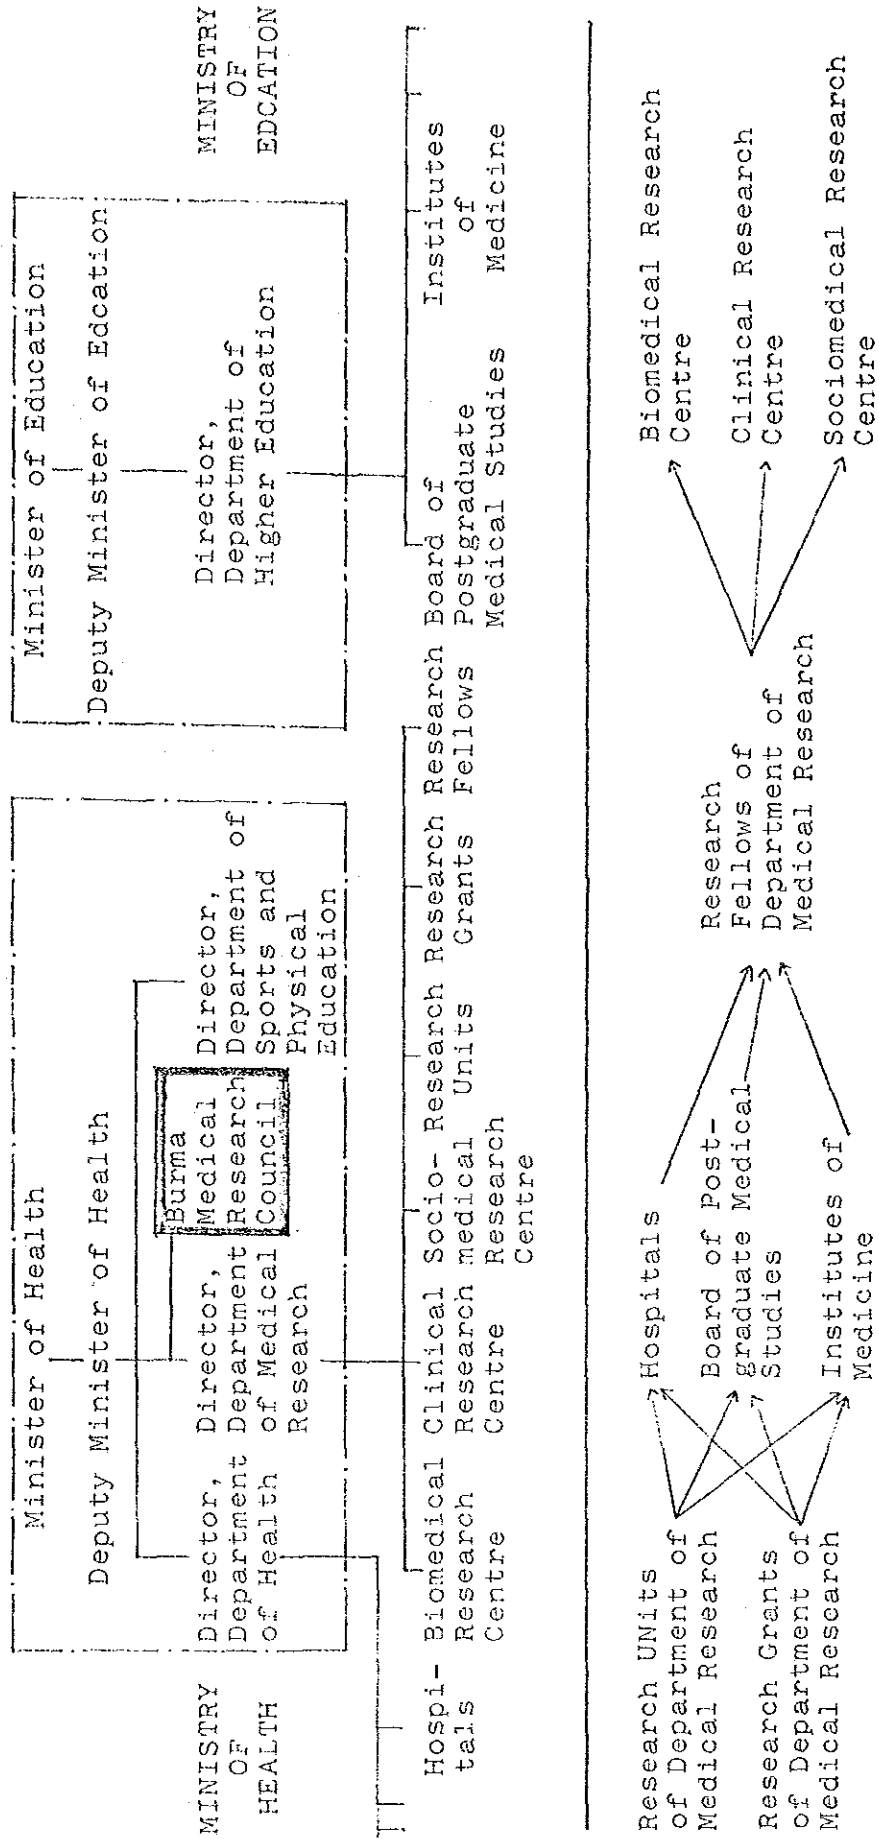 Minister of Health
Deputy Minister of Health
MINISTRY
OF
HEALTH
Director,
Department
of Health
Director,
Department
of Medical
Research
Burma
Medical
Research
Council
Director,
Department of
Sports and
Physical
Education
Minister of Education
Deputy Minister of Edcation
Director,
Department of
Higher Education
MINISTRY
OF
EDCATION
Hospi-
tals
Biomedical
Research
Centre
Clinical
Research
Centre
Socio-
medical
Research
Centre
Research
Units
Research
Grants
Research
Fellows
Board of
Postgraduate
Medical Studies
Institutes
of
Medicine
Research UNits
of Department of
Medical Research
Research Grants
of Department of
Medical Research
Hospitals
Board of Post-
graduate Medical
Studies
Institutes of
Medicine
Research
Fellows of
Department of
Medical Research
Biomedical Research
Centre
Clinical Research
Centre
Sociomedical Research
Centre